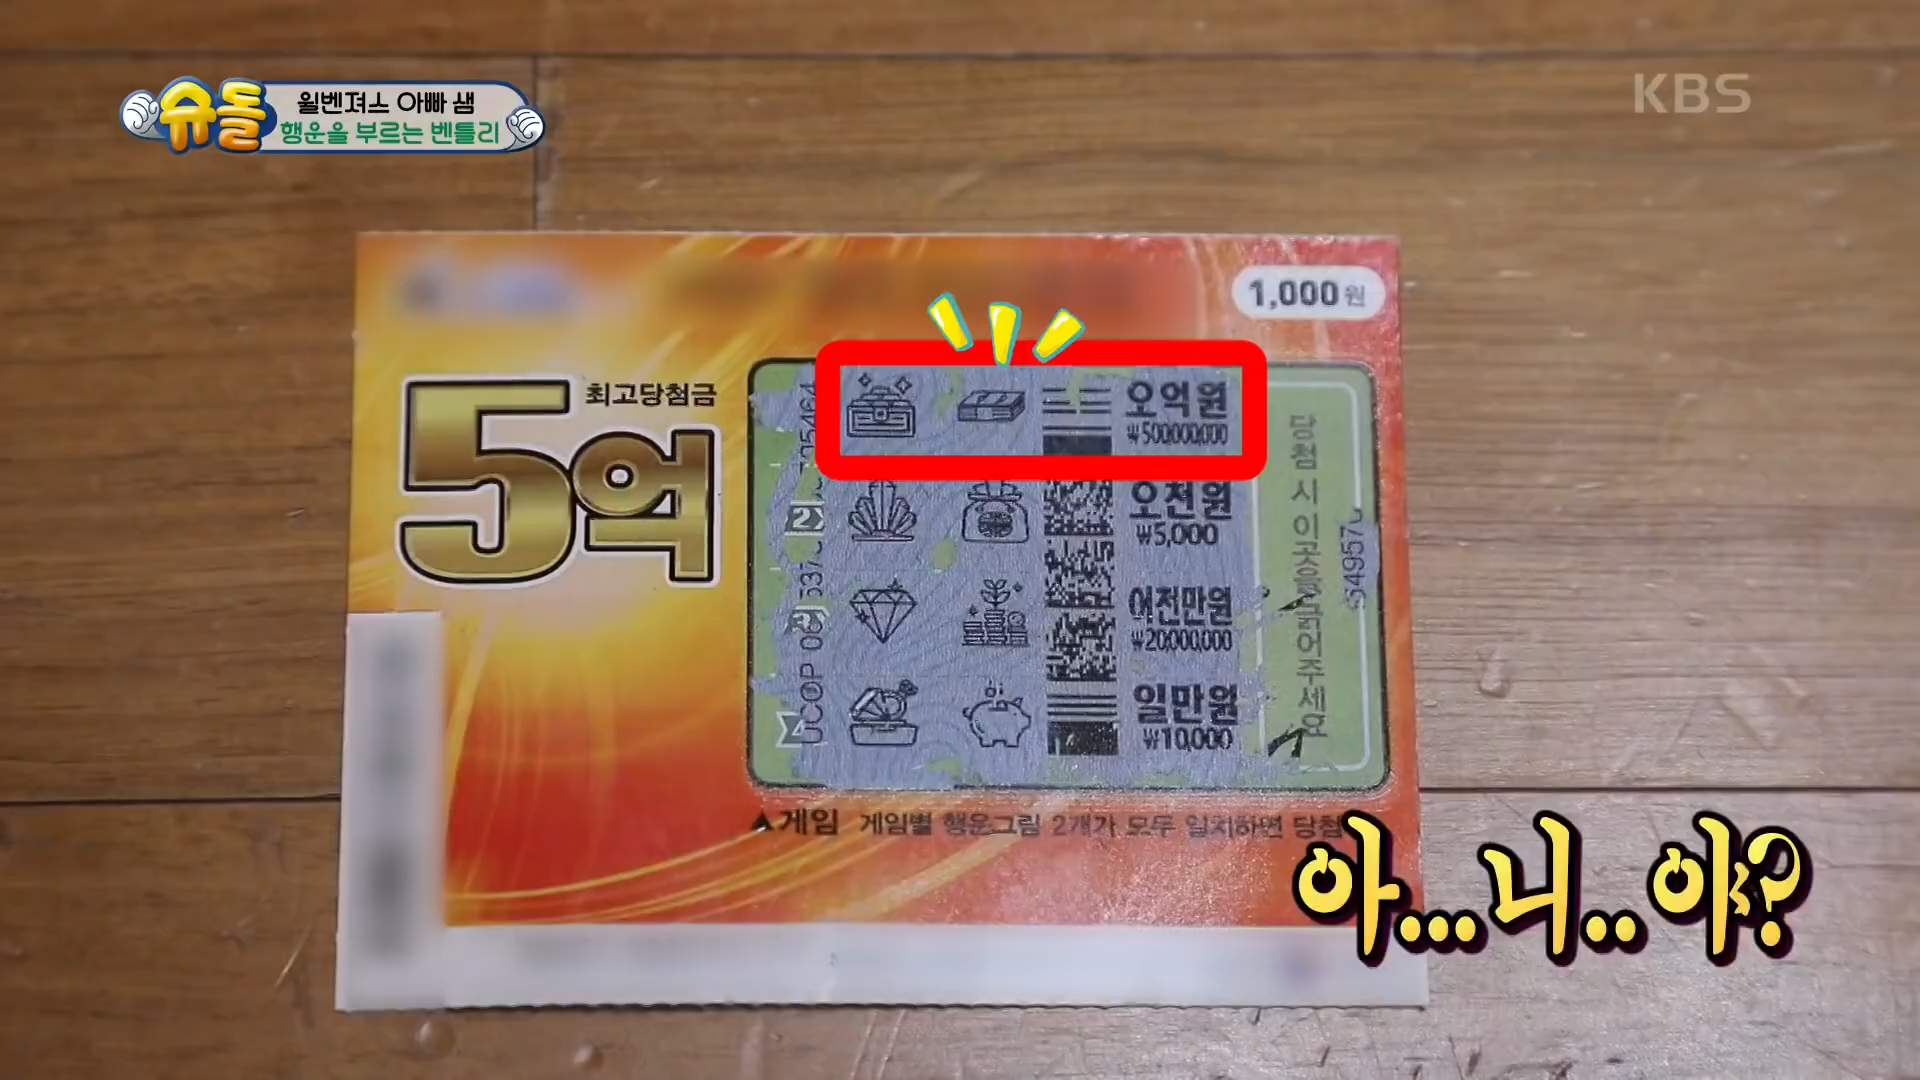 슈돌
윌벤져스 아빠 샘
행운을 부르는 벤틀리
KBS
1,000원
최고당첨금
5억
오억원
₩500,000,000
2
오천원
₩5,000
3
이천만원
₩20,000,000
일만원
₩10,000
당첨 시 이곳을 긁어주세요
▲게임 게임별 행운그림 2개가 모두 일치하면 당첨
아...니..야?